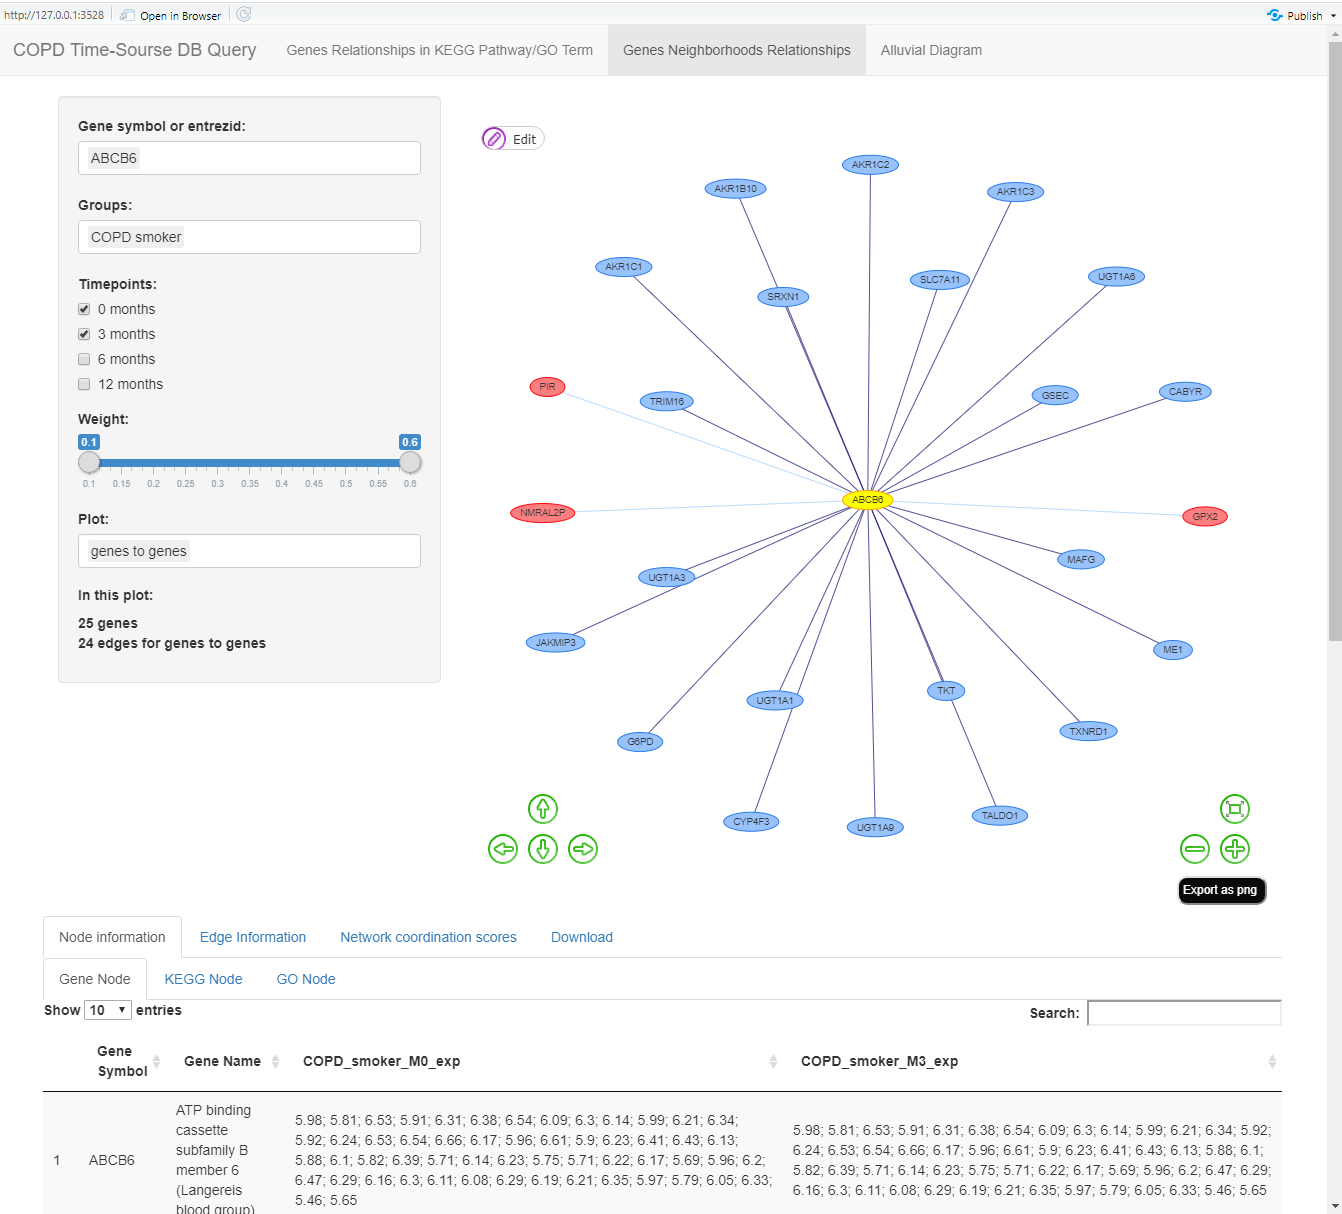 http://127.0.0.1:3528 Open in Browser Publish
COPD Time-Sourse DB Query Genes Relationships in KEGG Pathway/GO Term Genes Neighborhoods Relationships Alluvial Diagram
Gene symbol or entrezid:
ABCB6
Groups:
COPD smoker
Timepoints:
0 months
3 months
6 months
12 months
Weight:
0.1 0.6
0.1 0.15 0.2 0.25 0.3 0.35 0.4 0.45 0.5 0.55 0.6
Plot:
genes to genes
In this plot:
25 genes
24 edges for genes to genes
Edit
AKR1C2
AKR1B10
AKR1C3
AKR1C1
UGT1A6
SLC7A11
SRXN1
PIR
CABYR
GSEC
TRIM16
ABCB6
NMRAL2P
GPX2
MAFG
UGT1A3
JAKMIP3
ME1
TKT
UGT1A1
TXNRD1
G6PD
TALDO1
CYP4F3
UGT1A9
Export as png
Node information Edge Information Network coordination scores Download
Gene Node KEGG Node GO Node
Show 10 entries
Search:
Gene Symbol Gene Name COPD_smoker_M0_exp COPD_smoker_M3_exp
1 ABCB6
ATP binding
cassette
subfamily B
member 6
(Langereis
blood group)
5.98; 5.81; 6.53; 5.91; 6.31; 6.38; 6.54; 6.09; 6.3; 6.14; 5.99; 6.21; 6.34;
5.92; 6.24; 6.53; 6.54; 6.66; 6.17; 5.96; 6.61; 5.9; 6.23; 6.41; 6.43; 6.13;
5.88; 6.1; 5.82; 6.39; 5.71; 6.14; 6.23; 5.75; 5.71; 6.22; 6.17; 5.69; 5.96; 6.2;
6.47; 6.29; 6.16; 6.3; 6.11; 6.08; 6.29; 6.19; 6.21; 6.35; 5.97; 5.79; 6.05; 6.33;
5.46; 5.65
5.98; 5.81; 6.53; 5.91; 6.31; 6.38; 6.54; 6.09; 6.3; 6.14; 5.99; 6.21; 6.34; 5.92;
6.24; 6.53; 6.54; 6.66; 6.17; 5.96; 6.61; 5.9; 6.23; 6.41; 6.43; 6.13; 5.88; 6.1;
5.82; 6.39; 5.71; 6.14; 6.23; 5.75; 5.71; 6.22; 6.17; 5.69; 5.96; 6.2; 6.47; 6.29;
6.16; 6.3; 6.11; 6.08; 6.29; 6.19; 6.21; 6.35; 5.97; 5.79; 6.05; 6.33; 5.46; 5.65